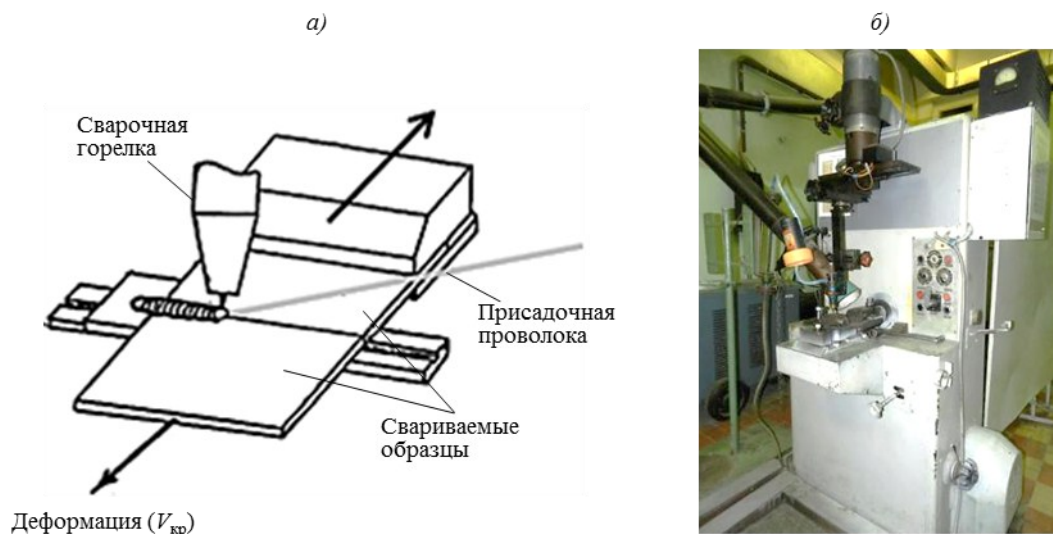 а)
б)
Сварочная
горелка
Присадочная
проволока
Свариваемые
образцы
Деформация (Vкр)